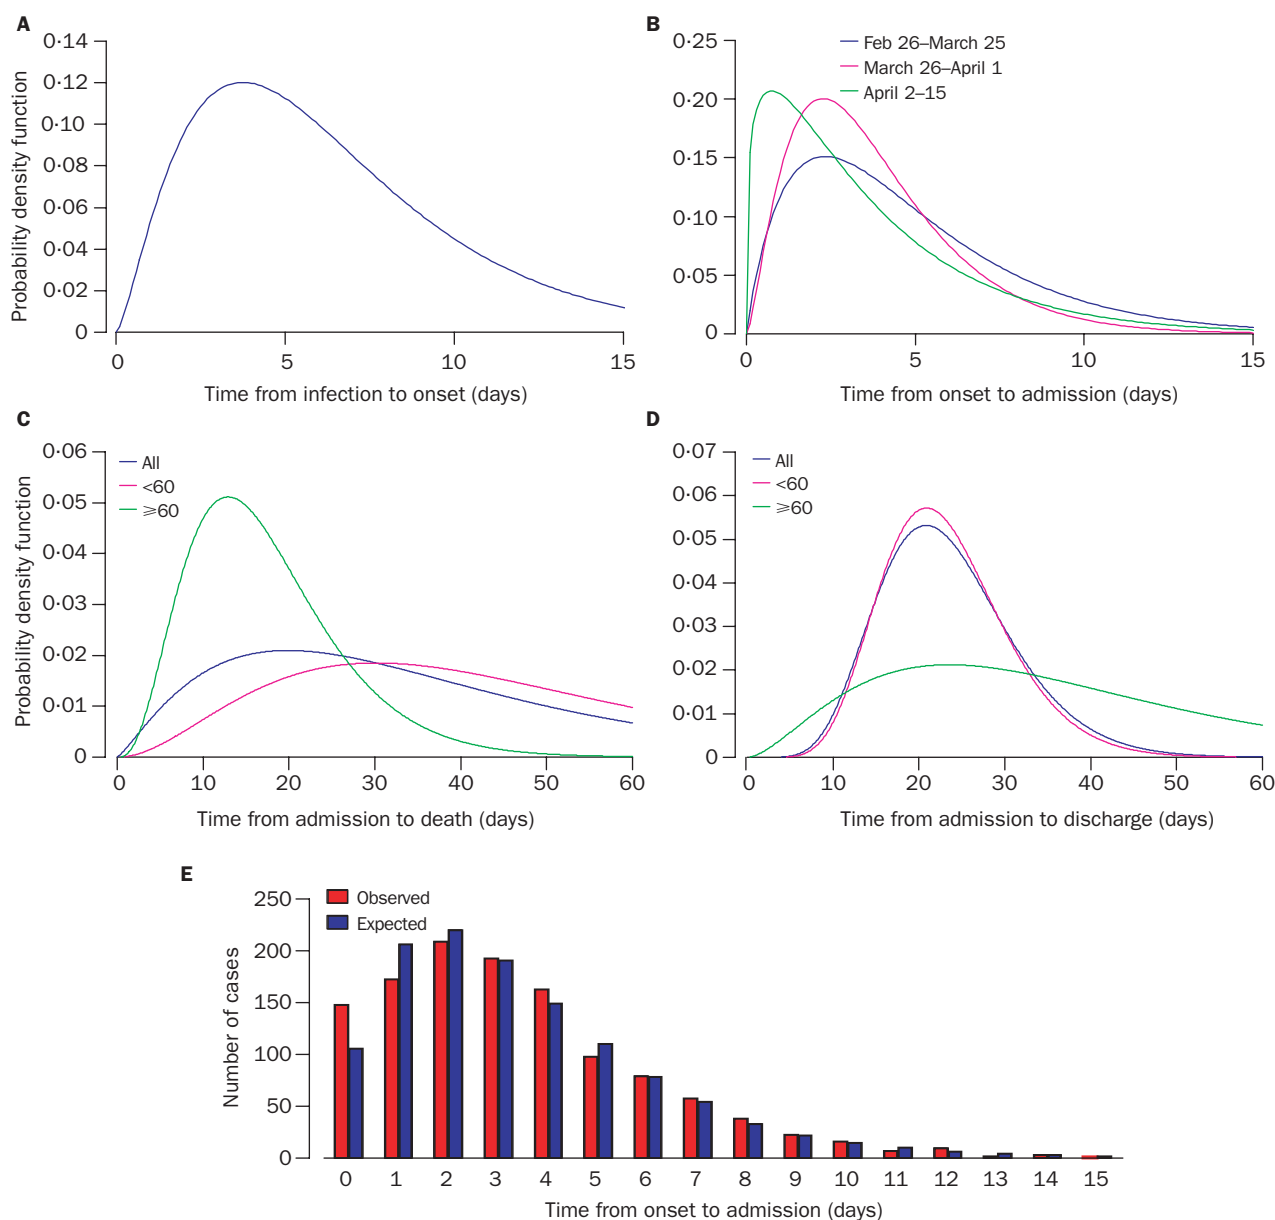 A
0·14
0·12
0·10
0·08
0·06
0·04
0·02
0
Probability density function
0 5 10 15
Time from infection to onset (days)
B
0·25
0·20
0·15
0·10
0·05
0
Feb 26–March 25
March 26–April 1
April 2–15
0 5 10 15
Time from onset to admission (days)
C
0·06
0·05
0·04
0·03
0·02
0·01
0
Probability density function
All
<60
⩾60
0 10 20 30 40 50 60
Time from admission to death (days)
D
0·07
0·06
0·05
0·04
0·03
0·02
0·01
0
All
<60
⩾60
0 10 20 30 40 50 60
Time from admission to discharge (days)
E
250
200
150
100
50
0
Number of cases
Observed
Expected
0 1 2 3 4 5 6 7 8 9 10 11 12 13 14 15
Time from onset to admission (days)